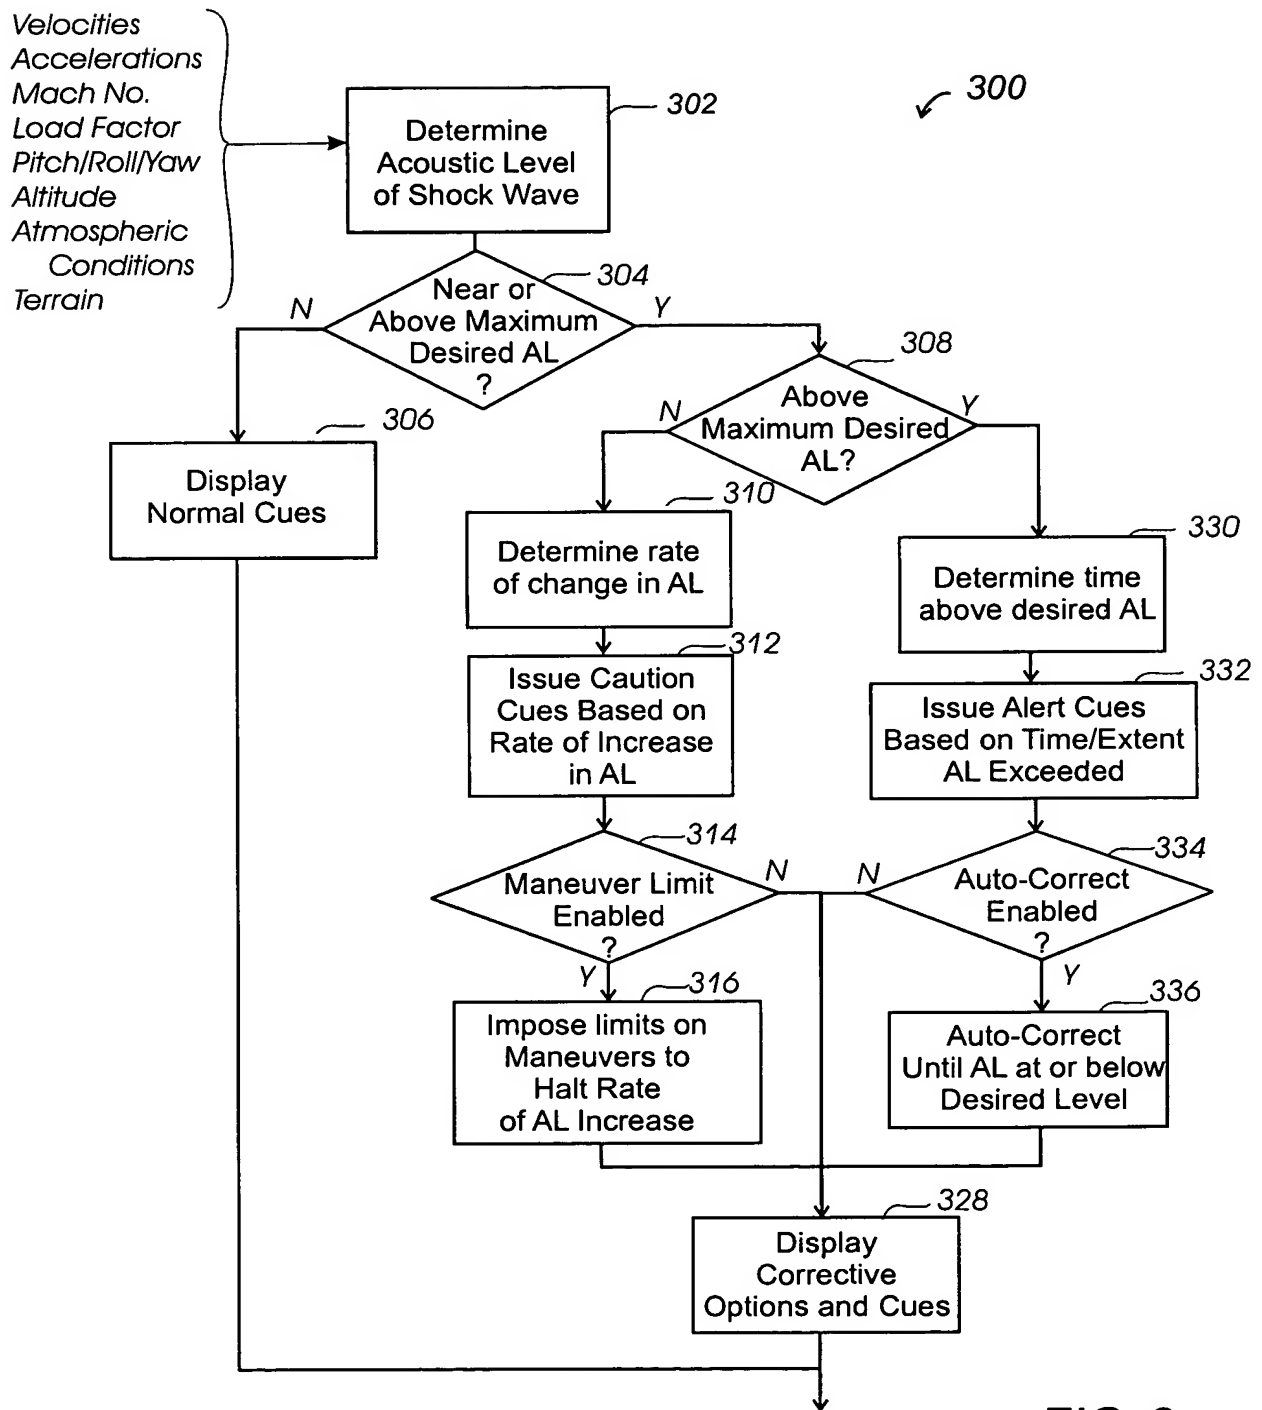 Velocities
Accelerations
Mach No.
Load Factor
Pitch/Roll/Yaw
Altitude
Atmospheric
Conditions
Terrain
300
302
Determine
Acoustic Level
of Shock Wave
304
Near or
Above Maximum
Desired AL
?
N
Y
306
Display
Normal Cues
308
Above
Maximum Desired
AL?
N
Y
310
Determine rate
of change in AL
330
Determine time
above desired AL
312
Issue Caution
Cues Based on
Rate of Increase
in AL
332
Issue Alert Cues
Based on Time/Extent
AL Exceeded
314
Maneuver Limit
Enabled
?
N
Y
334
Auto-Correct
Enabled
?
N
Y
316
Impose limits on
Maneuvers to
Halt Rate
of AL Increase
336
Auto-Correct
Until AL at or below
Desired Level
328
Display
Corrective
Options and Cues